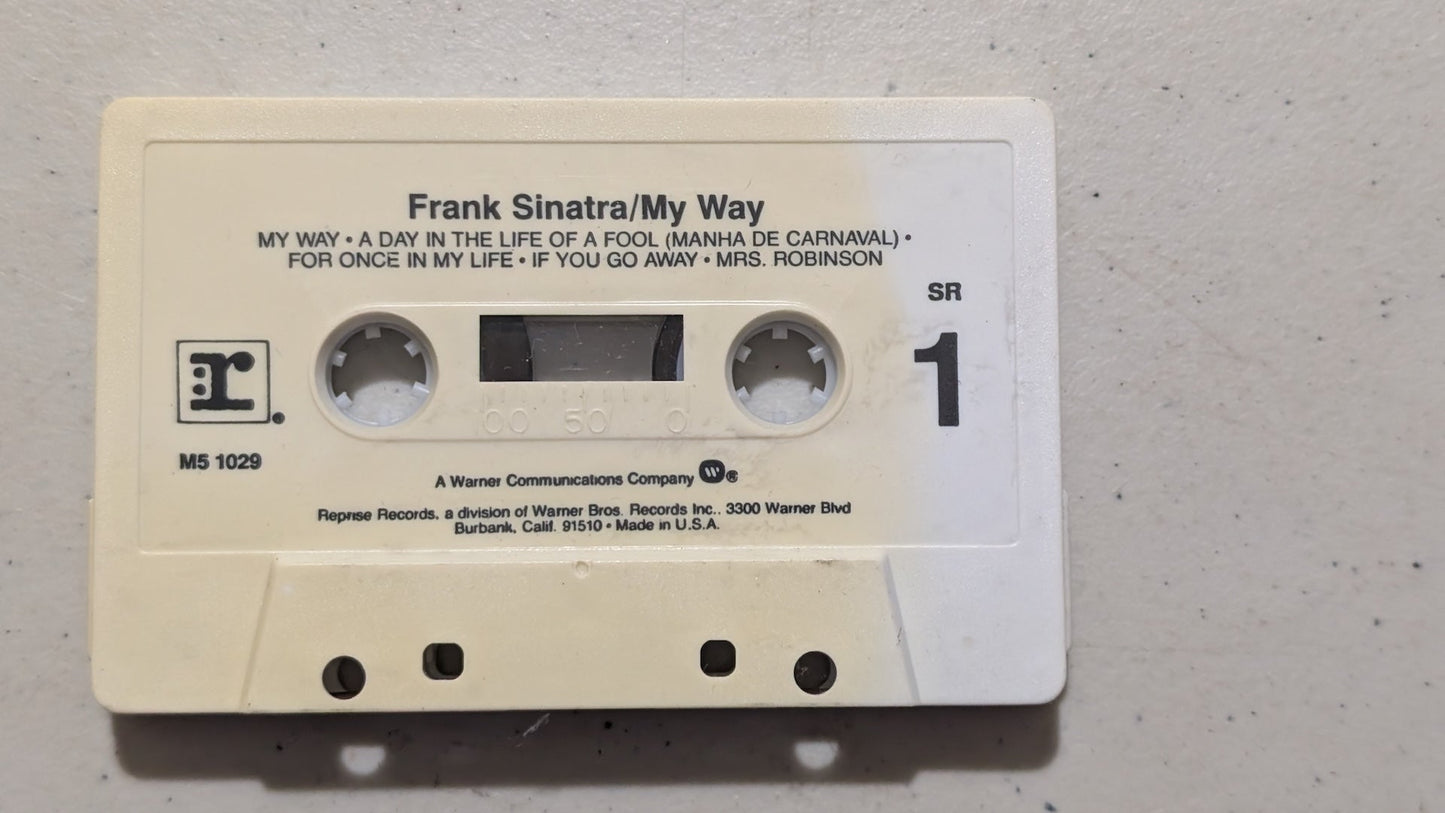 Frank Sinatra/My Way
MY WAY • A DAY IN THE LIFE OF A FOOL (MANHA DE CARNAVAL) •
FOR ONCE IN MY LIFE • IF YOU GO AWAY • MRS. ROBINSON
SR
1
r
M5 1029
00 50 0
A Warner Communications Company W ®
Reprise Records, a division of Warner Bros. Records Inc., 3300 Warner Blvd
Burbank, Calif. 91510 • Made in U.S.A.